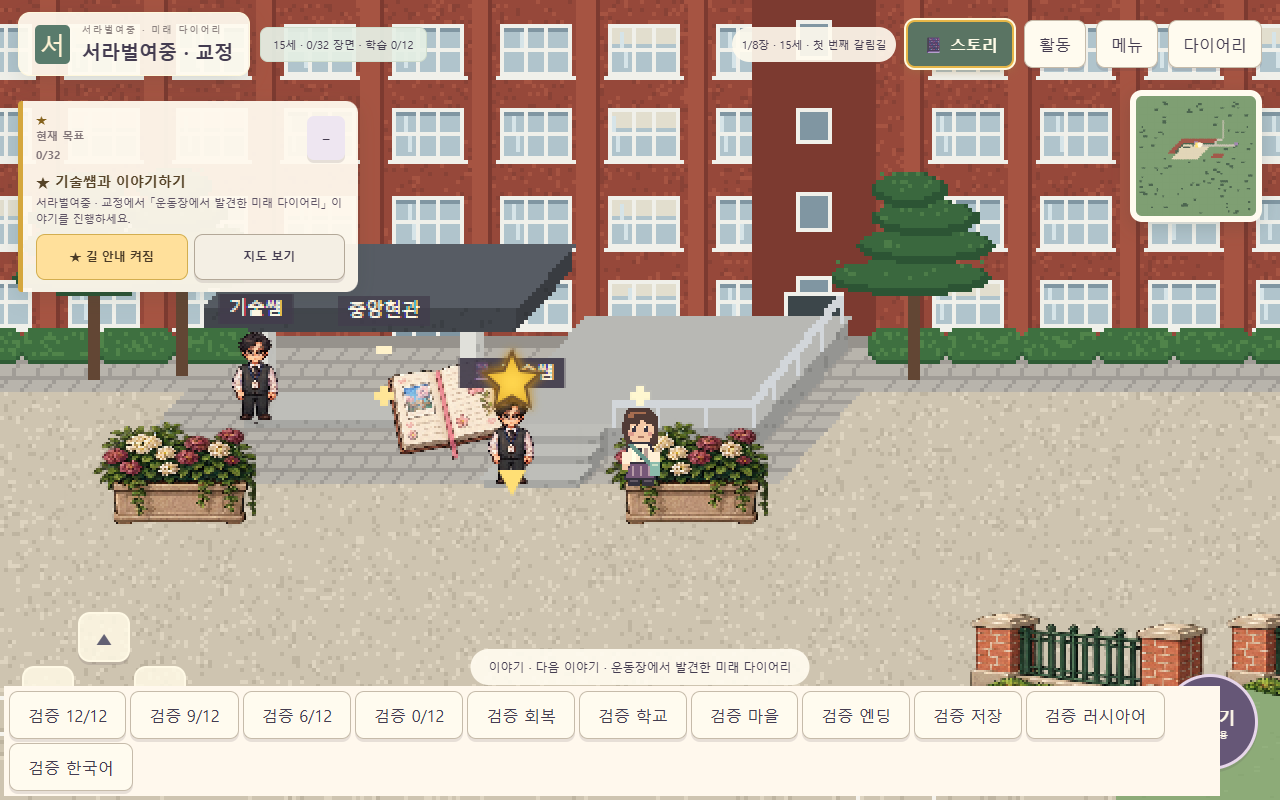 서
서라벌여중 · 미래 다이어리
서라벌여중 · 교정
15세 · 0/32 장면 · 학습 0/12
1/8장 · 15세 · 첫 번째 갈림길
스토리
활동
메뉴
다이어리
★
현재 목표
0/32
–
★ 기술쌤과 이야기하기
서라벌여중 · 교정에서 「운동장에서 발견한 미래 다이어리」 이
야기를 진행하세요.
★ 길 안내 켜짐
지도 보기
기술쌤
중앙현관
쌤
▲
이야기 · 다음 이야기 · 운동장에서 발견한 미래 다이어리
검증 12/12
검증 9/12
검증 6/12
검증 0/12
검증 회복
검증 학교
검증 마을
검증 엔딩
검증 저장
검증 러시아어
기
용
검증 한국어